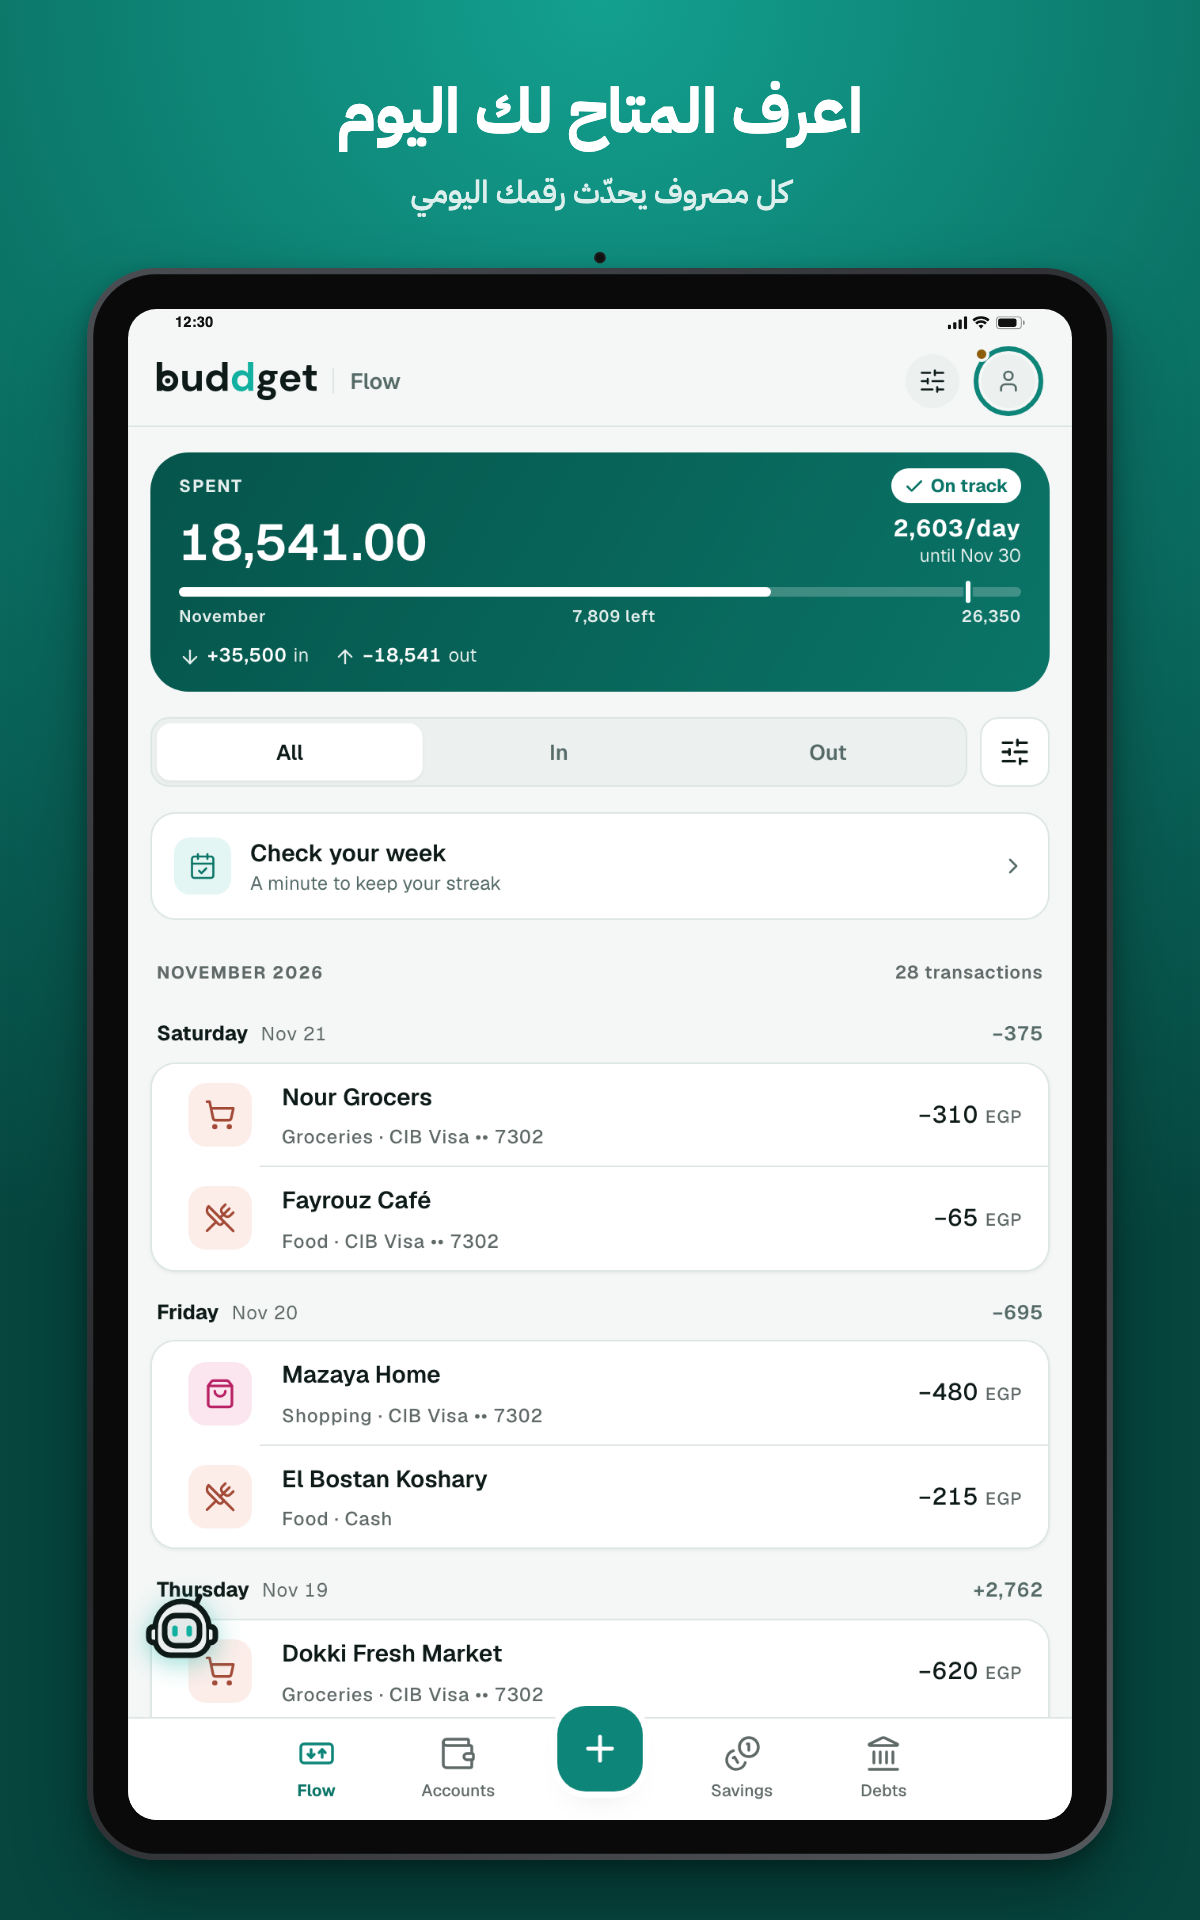 اعرف المتاح لك اليوم
كل مصروف يحدّث رقمك اليومي
12:30
buddget
Flow
SPENT
On track
18,541.00
2,603/day
until Nov 30
November
7,809 left
26,350
+35,500 in
−18,541 out
All
In
Out
Check your week
A minute to keep your streak
NOVEMBER 2026
28 transactions
Saturday Nov 21
−375
Nour Grocers
−310 EGP
Groceries · CIB Visa •• 7302
Fayrouz Café
−65 EGP
Food · CIB Visa •• 7302
Friday Nov 20
−695
Mazaya Home
−480 EGP
Shopping · CIB Visa •• 7302
El Bostan Koshary
−215 EGP
Food · Cash
Thursday Nov 19
+2,762
Dokki Fresh Market
−620 EGP
Groceries · CIB Visa •• 7302
Flow
Accounts
Savings
Debts